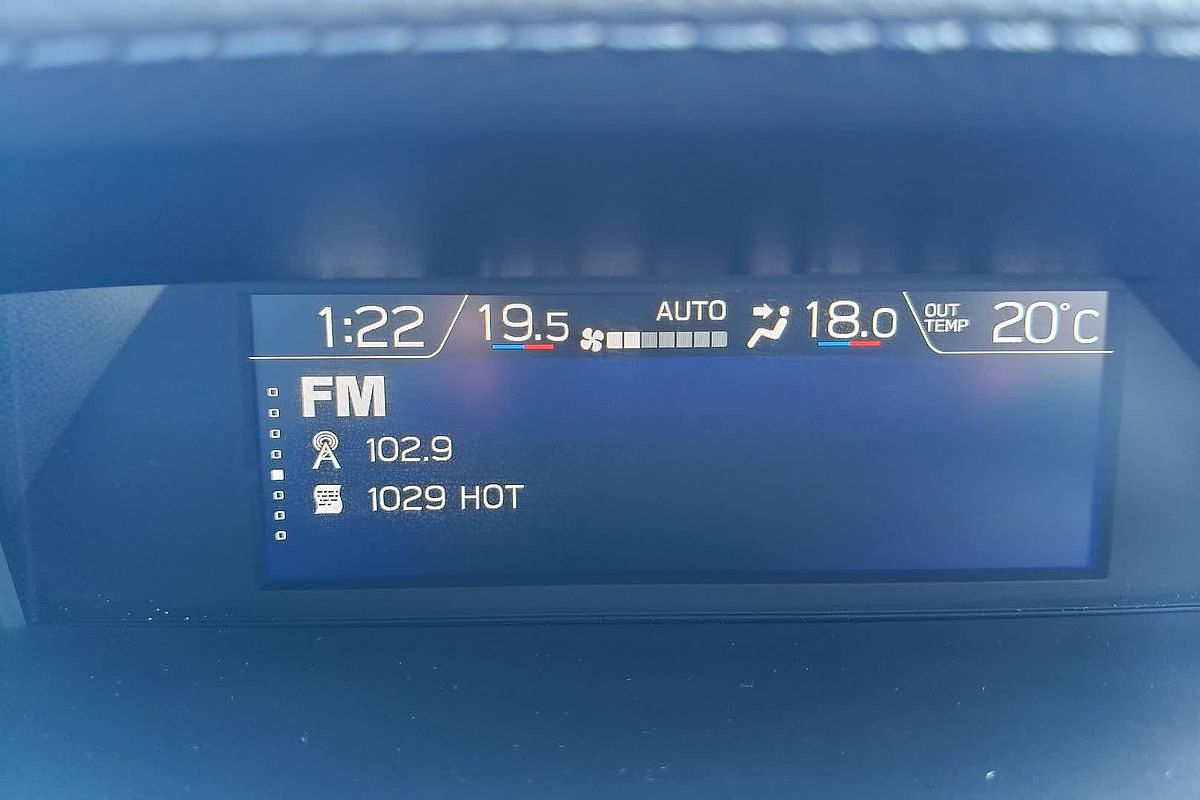 1:22 19.5 AUTO 18.0 OUT TEMP 20°C
FM
102.9
1029 HOT